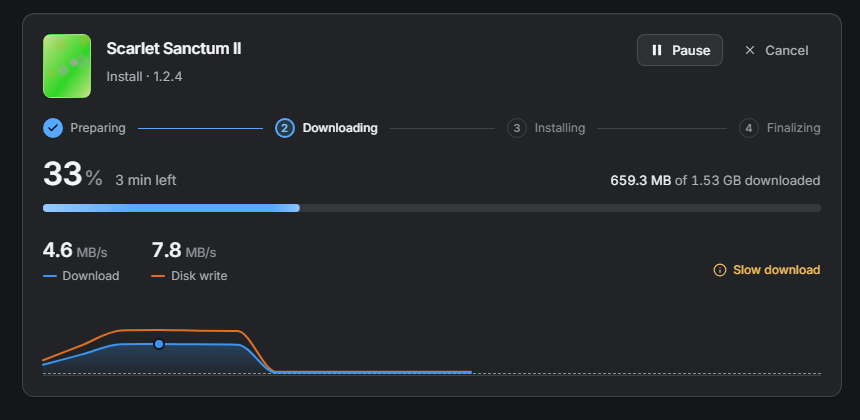 Scarlet Sanctum II
Install · 1.2.4
Pause
Cancel
Preparing
2 Downloading
3 Installing
4 Finalizing
33% 3 min left
659.3 MB of 1.53 GB downloaded
4.6 MB/s
7.8 MB/s
Download
Disk write
Slow download